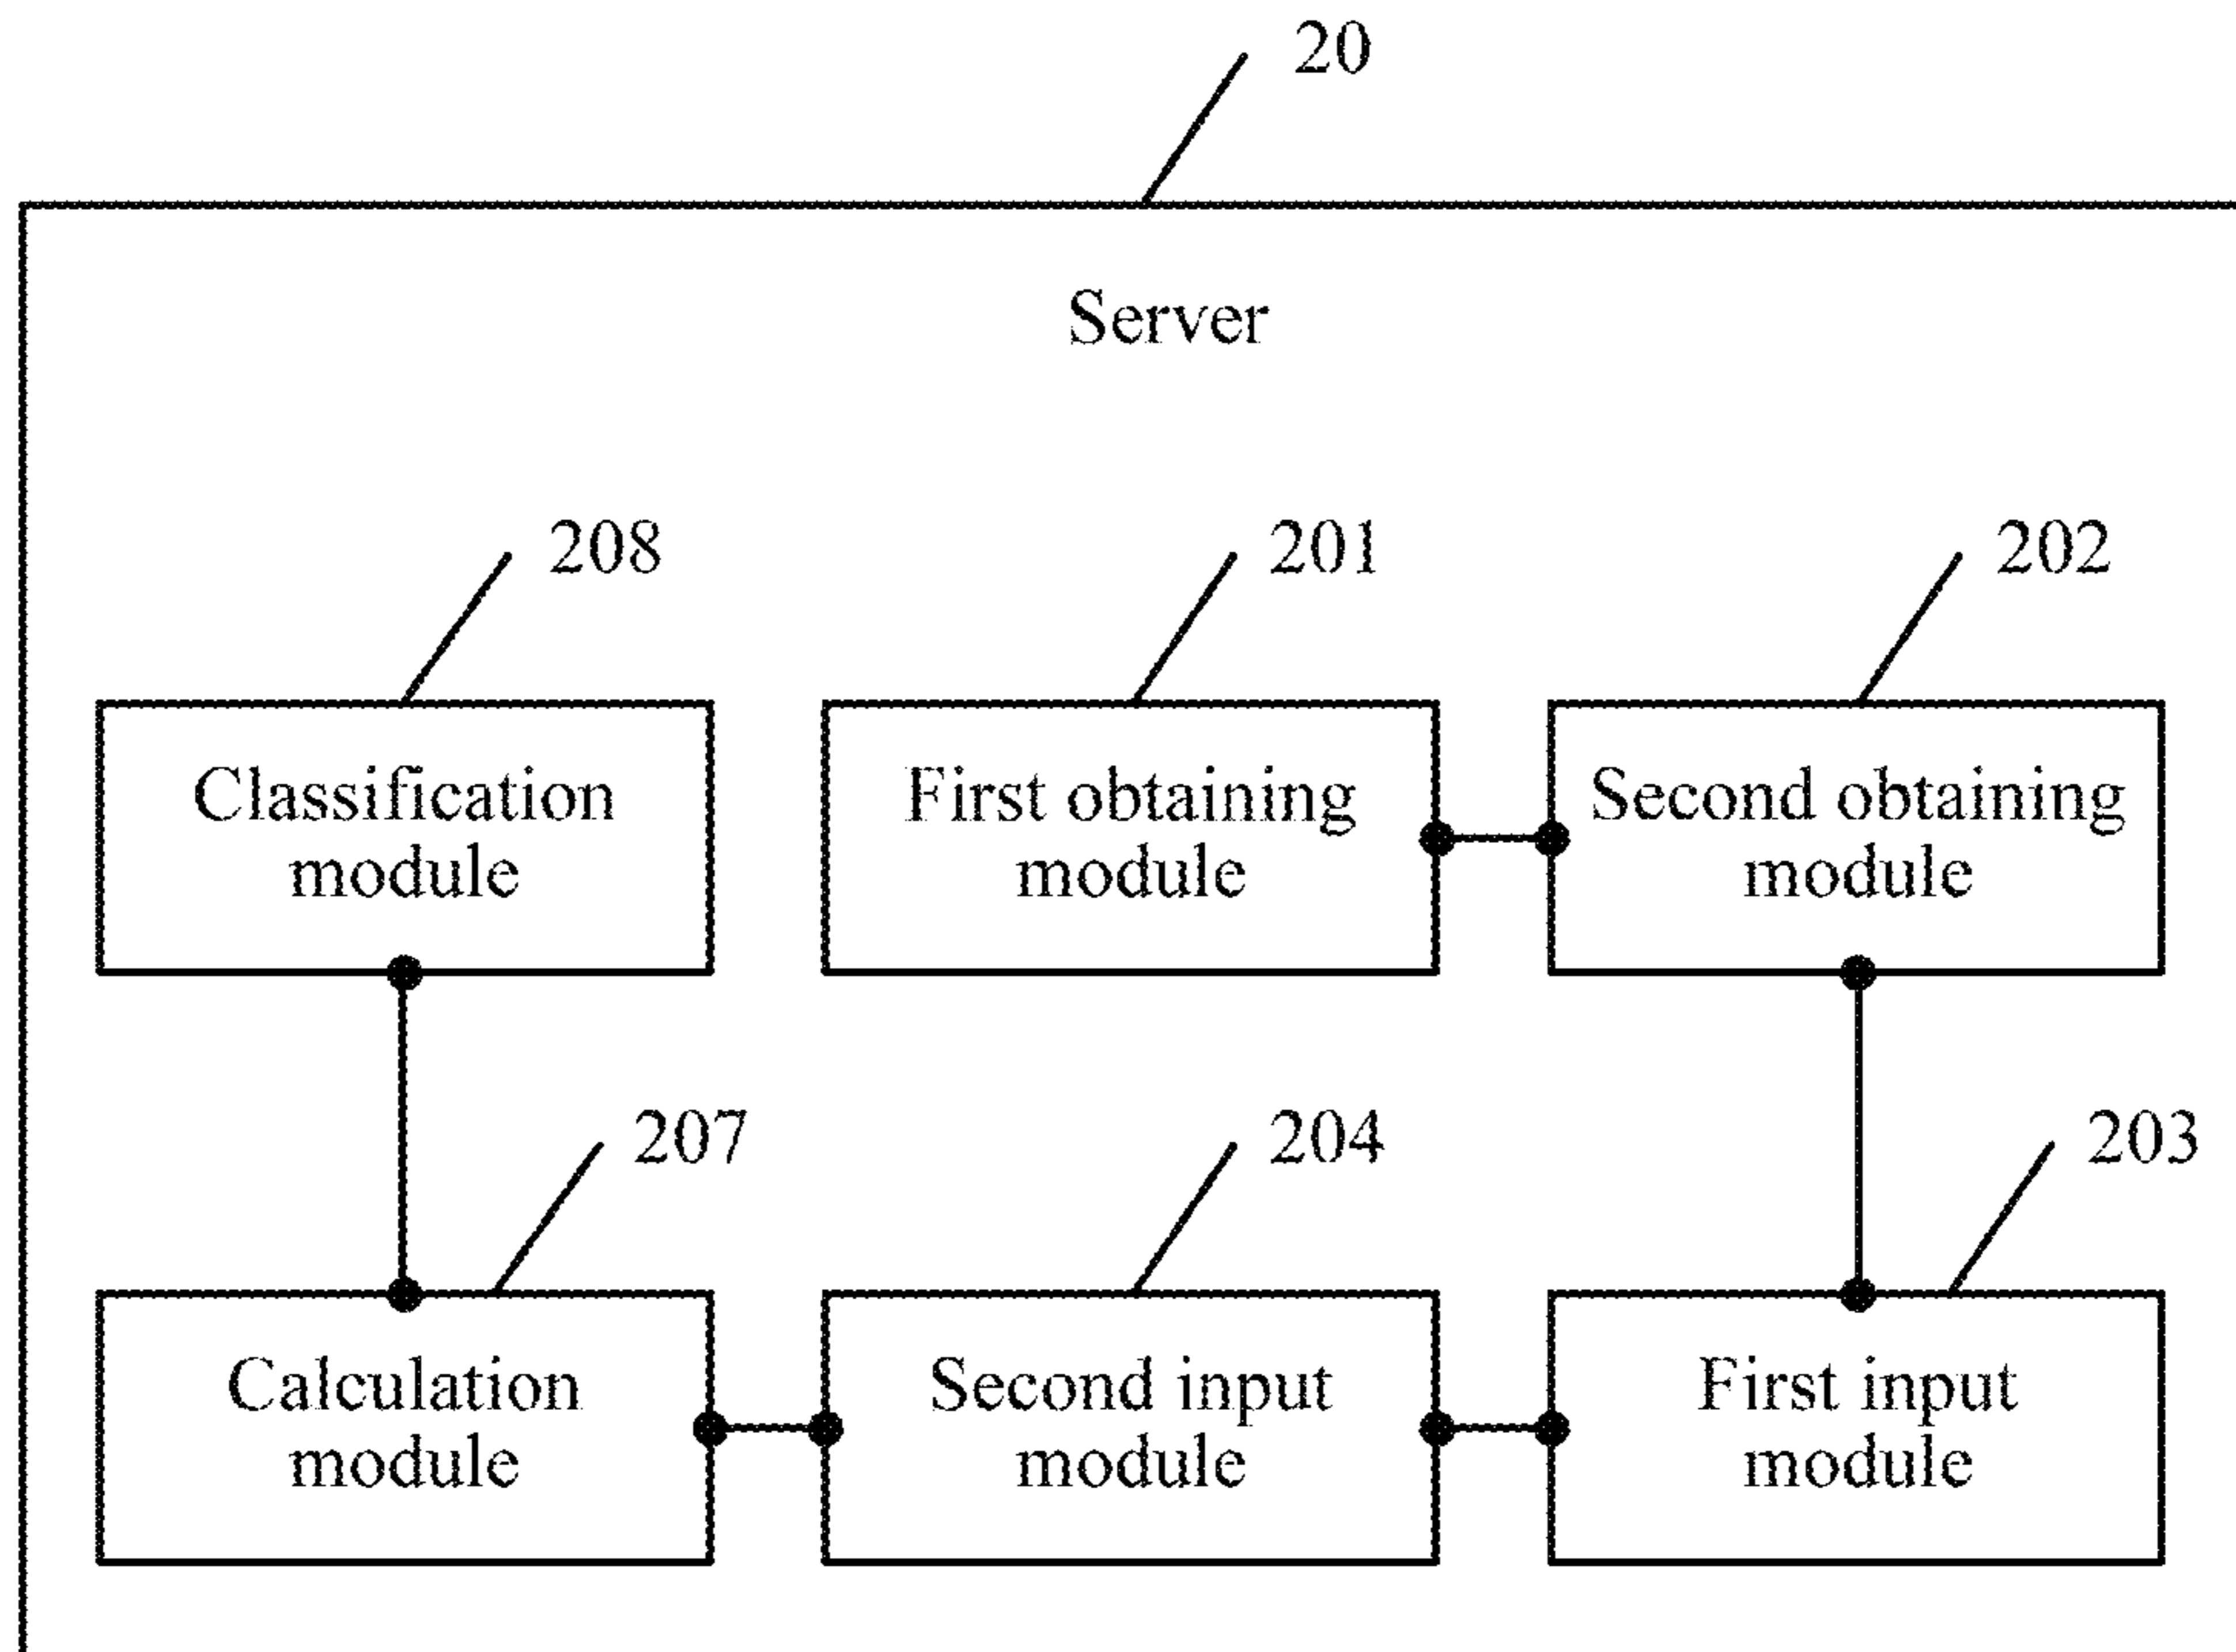 20
Server
208
201
202
Classification
module
First obtaining
module
Second obtaining
module
207
204
203
Calculation
module
Second input
module
First input
module